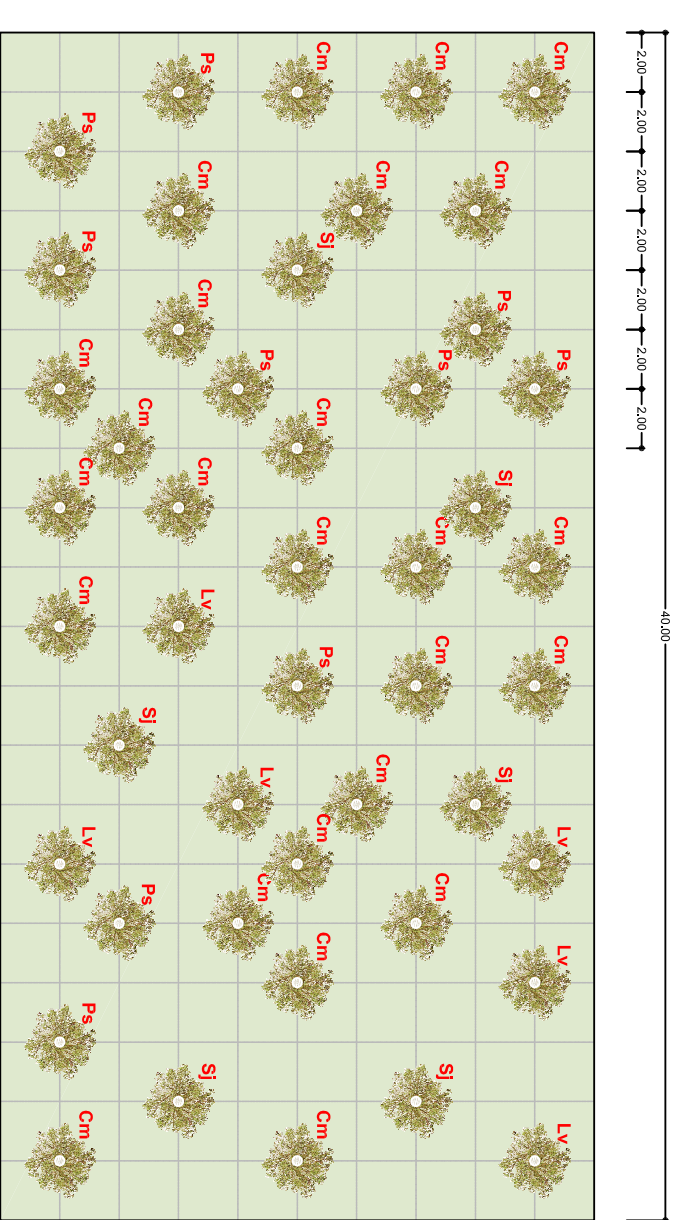 40.00
2.00 2.00 2.00 2.00 2.00 2.00 2.00
Cm Ps Cm Cm Lv Lv Lv
Cm Ps Sj Sj
Cm Ps Cm Cm Cm Sj
Cm Cm
Cm Sj Cm Cm Ps Cm Cm Cm
Ps Lv Cm
Ps Cm Cm Cm Lv Sj
Cm Sj Ps
Ps Ps Cm Cm Cm Lv Ps Cm